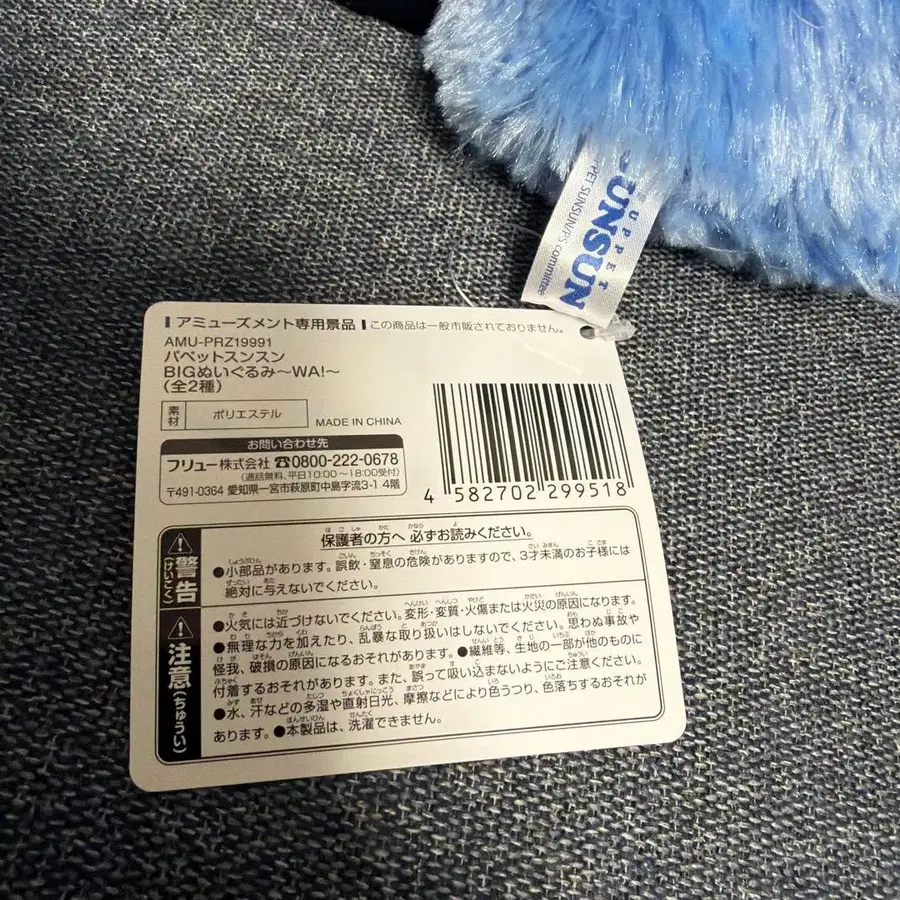 PUPPET
SUNSUN
PET SUNSUN/PS committee
アミューズメント専用景品 この商品は一般市販されておりません。
AMU-PRZ19991
パペットスンスン
BIGぬいぐるみ~WA!~
(全2種)
素材 ポリエステル
MADE IN CHINA
お問い合わせ先
フリュー株式会社 ☎0800-222-0678
(通話無料、平日10:00~18:00受付)
〒491-0364 愛知県一宮市萩原町中島字流3-1 4階
4 582702 299518
保護者の方へ 必ずお読みください。
警告(けいこく)
●小部品があります。誤飲・窒息の危険がありますので、3才未満のお子様には
絶対に与えないでください。
注意(ちゅうい)
●火気には近づけないでください。変形・変質・火傷または火災の原因になります。
●無理な力を加えたり、乱暴な取り扱いはしないでください。思わぬ事故や
怪我、破損の原因になるおそれがあります。●繊維等、生地の一部が他のものに
付着するおそれがあります。また、誤って吸い込まないようにご注意ください。
●水、汗などの多湿や直射日光、摩擦などにより色うつり、色落ちするおそれが
あります。●本製品は、洗濯できません。